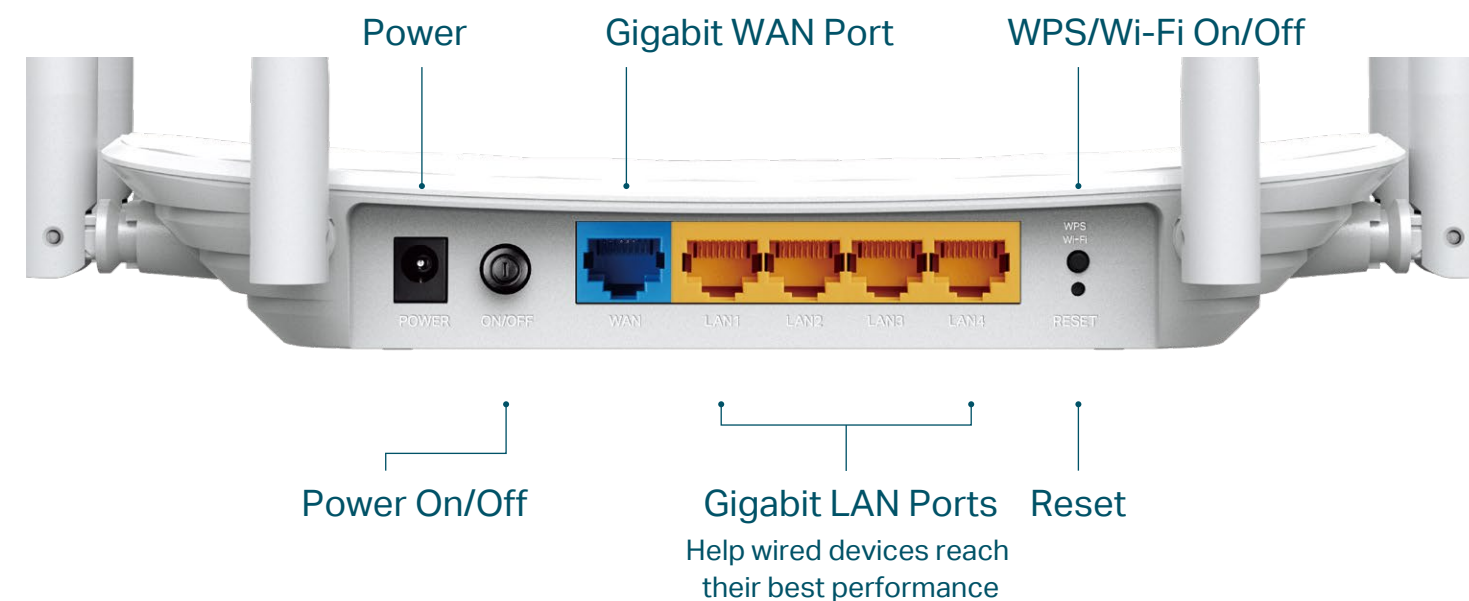 Power Gigabit WAN Port WPS/Wi-Fi On/Off
WPS
Wi-Fi
POWER ON/OFF WAN LAN1 LAN2 LAN3 LAN4 RESET
Power On/Off Gigabit LAN Ports Reset
Help wired devices reach
their best performance